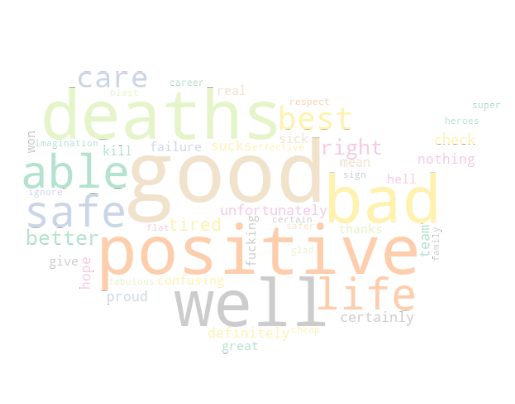 care
career
blast
real
super
deaths
respect
best
heroes
won
imagination
kill
failure
sucks
effective
sick
right
check
able
good
mean
nothing
ignore
sign
hell
bad
safe
unfortunately
better
flat
tired
certain
safer
thanks
team
family
fucking
positive
give
glad
hope
fabulous
confusing
proud
well
life
certainly
definitely
cheap
great